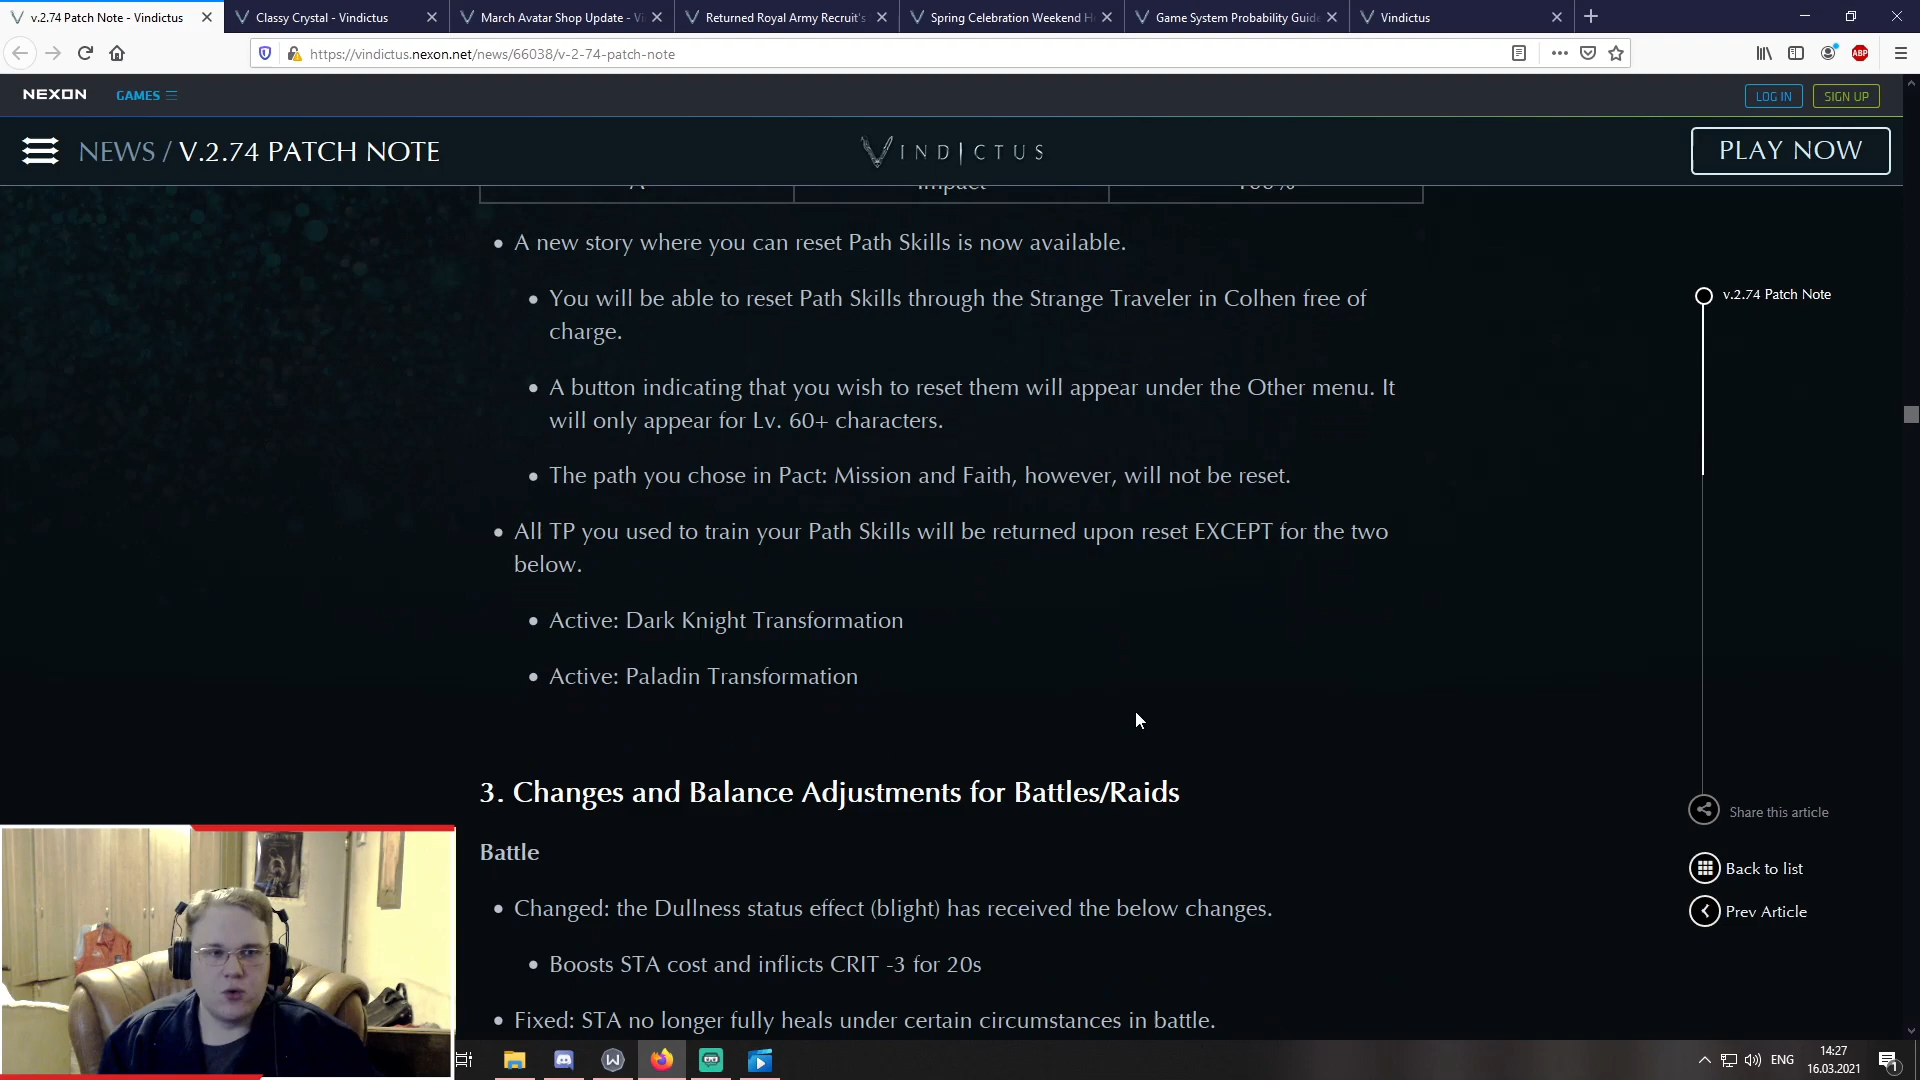 v.2.74 Patch Note - Vindictus
Classy Crystal - Vindictus
March Avatar Shop Update - Vi
Returned Royal Army Recruit's
Spring Celebration Weekend H
Game System Probability Guide
Vindictus
https://vindictus.nexon.net/news/66038/v-2-74-patch-note
ABP
NEXON
GAMES
LOG IN
SIGN UP
NEWS / V.2.74 PATCH NOTE
VINDICTUS
PLAY NOW
A Impact 100%
• A new story where you can reset Path Skills is now available.
• You will be able to reset Path Skills through the Strange Traveler in Colhen free of
charge.
• A button indicating that you wish to reset them will appear under the Other menu. It
will only appear for Lv. 60+ characters.
• The path you chose in Pact: Mission and Faith, however, will not be reset.
• All TP you used to train your Path Skills will be returned upon reset EXCEPT for the two
below.
• Active: Dark Knight Transformation
• Active: Paladin Transformation
3. Changes and Balance Adjustments for Battles/Raids
Battle
• Changed: the Dullness status effect (blight) has received the below changes.
• Boosts STA cost and inflicts CRIT -3 for 20s
• Fixed: STA no longer fully heals under certain circumstances in battle.
v.2.74 Patch Note
Share this article
Back to list
Prev Article
ENG
14:27
16.03.2021
1